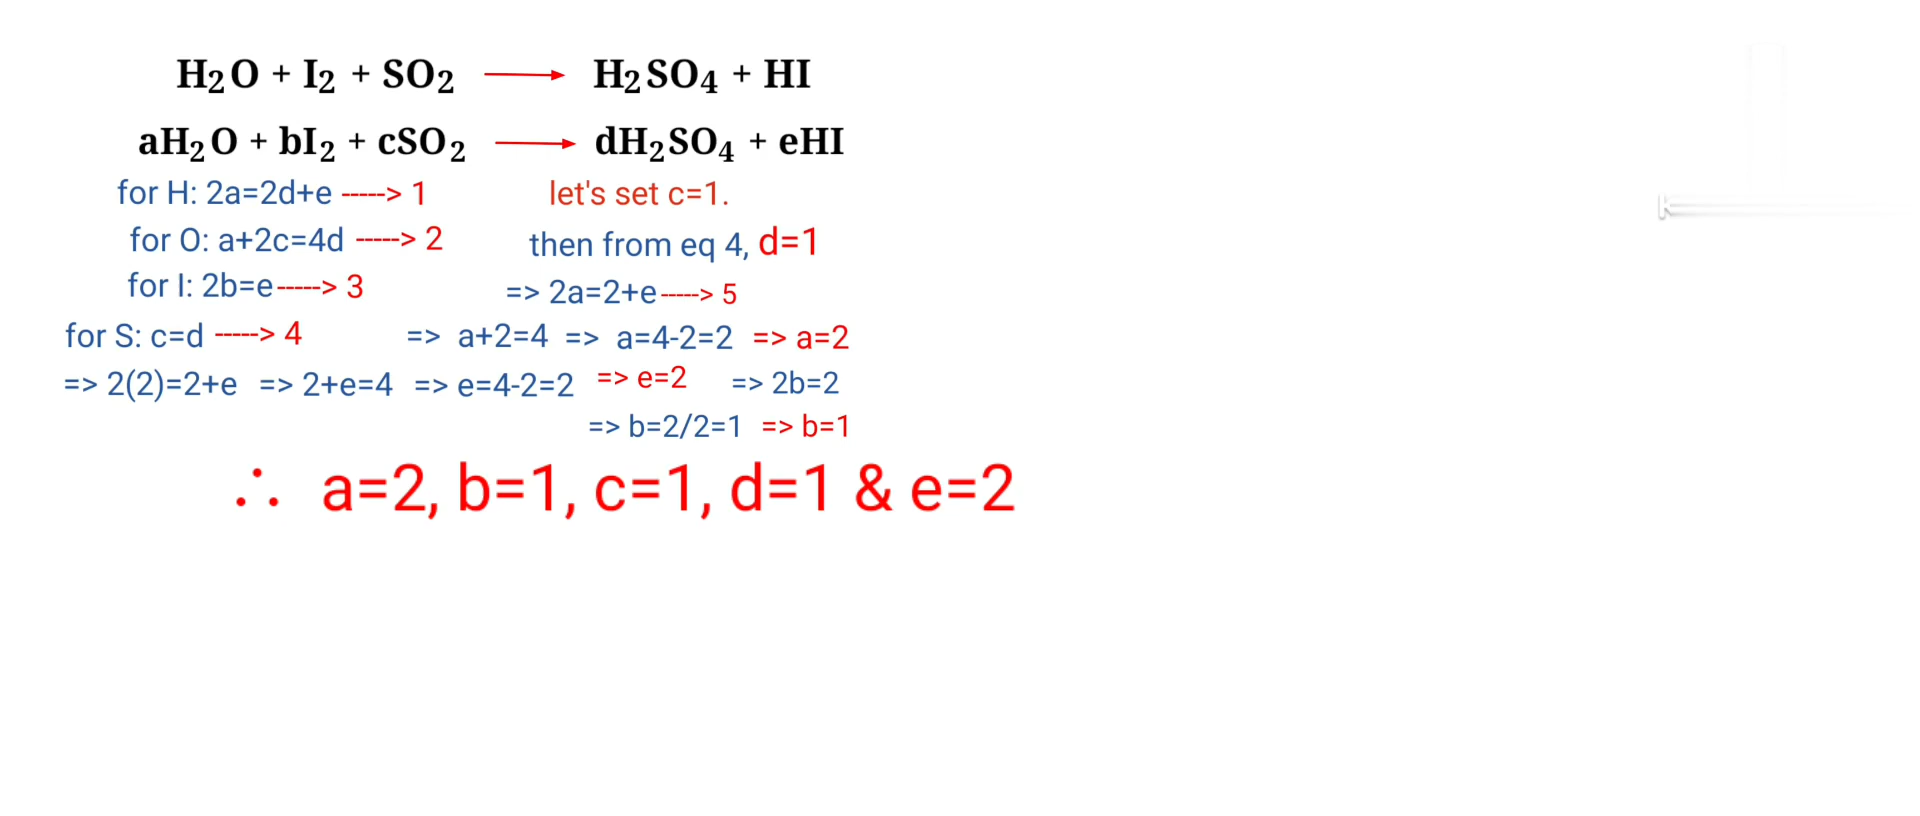 H₂O + I₂ + SO₂ ⟶ H₂SO₄ + HI
aH₂O + bI₂ + cSO₂ ⟶ dH₂SO₄ + eHI
for H: 2a=2d+e -----> 1 let's set c=1.
for O: a+2c=4d -----> 2 then from eq 4, d=1
for I: 2b=e-----> 3 => 2a=2+e-----> 5
for S: c=d -----> 4 => a+2=4 => a=4-2=2 => a=2
=> 2(2)=2+e => 2+e=4 => e=4-2=2 => e=2 => 2b=2
=> b=2/2=1 => b=1
∴ a=2, b=1, c=1, d=1 & e=2